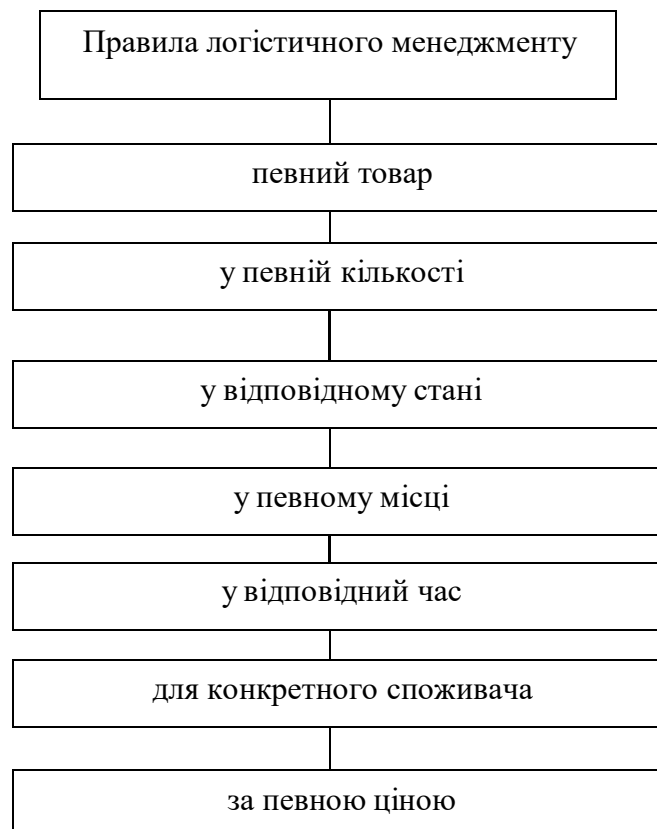 Правила логістичного менеджменту
певний товар
у певній кількості
у відповідному стані
у певному місці
у відповідний час
для конкретного споживача
за певною ціною